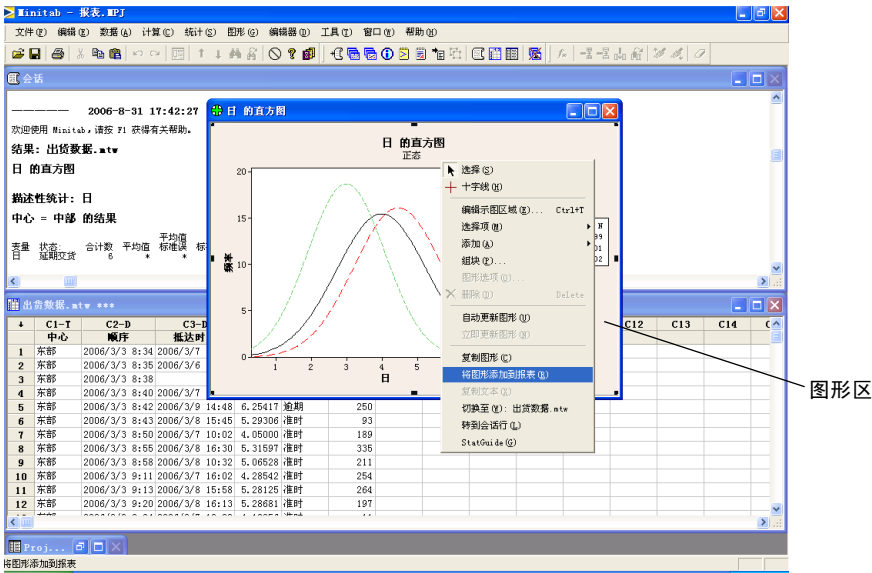 Minitab - 报表.MPJ
文件(F) 编辑(E) 数据(A) 计算(C) 统计(S) 图形(G) 编辑器(D) 工具(T) 窗口(W) 帮助(H)
会话
2006-8-31 17:42:27
欢迎使用 Minitab,请按 F1 获得有关帮助。
结果: 出货数据.mtw
日 的直方图
描述性统计: 日
中心 = 中部 的结果
平均值
变量 状态: 合计数 平均值 标准误 标
日 延期交货 6 * *
日 的直方图
日 的直方图
正态
频率
20
15
10
5
0
1 2 3 4 5
日
N
选择(S)
十字线(H)
编辑示图区域(E)... Ctrl+T
选择项(M)
添加(A)
组块(P)...
图形选项(O)...
删除(D) Delete
自动更新图形(U)
立即更新图形(N)
复制图形(C)
将图形添加到报表(R)
复制文本(X)
切换至(W): 出货数据.mtw
转到会话行(L)
StatGuide(G)
图形区
出货数据.mtw ***
C1-T C2-D C3-D C12 C13 C14
中心 顺序 抵达时
1 东部 2006/3/3 8:34 2006/3/7
2 东部 2006/3/3 8:35 2006/3/6
3 东部 2006/3/3 8:38
4 东部 2006/3/3 8:40 2006/3/7
5 东部 2006/3/3 8:42 2006/3/9 14:48 6.25417 逾期 250
6 东部 2006/3/3 8:43 2006/3/8 15:45 5.29306 准时 93
7 东部 2006/3/3 8:50 2006/3/7 10:02 4.05000 准时 189
8 东部 2006/3/3 8:55 2006/3/8 16:30 5.31597 准时 335
9 东部 2006/3/3 8:58 2006/3/8 10:32 5.06528 准时 211
10 东部 2006/3/3 9:11 2006/3/7 16:02 4.28542 准时 254
11 东部 2006/3/3 9:13 2006/3/8 15:58 5.28125 准时 264
12 东部 2006/3/3 9:20 2006/3/8 16:13 5.28681 准时 197
Proj...
将图形添加到报表